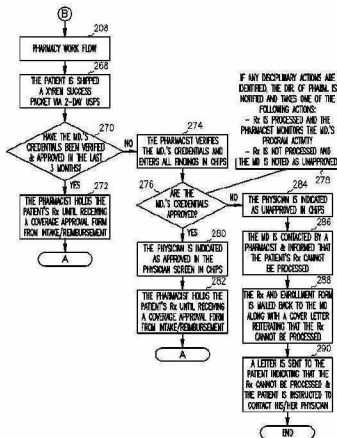 B
208
PHARMACY WORK FLOW
268
THE PATIENT IS SHIPPED
A XYREM SUCCESS
PACKET VIA 2-DAY USPS
270
HAVE THE MD.'S
CREDENTIALS BEEN VERIFIED
& APPROVED IN THE LAST
3 MONTHS?
NO
YES
272
THE PHARMACIST HOLDS THE
PATIENT'S Rx UNTIL RECEIVING
A COVERAGE APPROVAL FORM
FROM INTAKE/REIMBURSEMENT
A
274
THE PHARMACIST VERIFIES
THE MD.'S CREDENTIALS AND
ENTERS ALL FINDINGS IN CHIPS
276
ARE THE
MD.'S CREDENTIALS
APPROVED?
NO
YES
280
THE PHYSICIAN IS INDICATED
AS APPROVED IN THE
PHYSICIAN SCREEN IN CHIPS
282
THE PHARMACIST HOLDS THE
PATIENT'S Rx UNTIL RECEIVING
A COVERAGE APPROVAL FORM
FROM INTAKE/REIMBURSEMENT
A
IF ANY DISCIPLINARY ACTIONS ARE
IDENTIFIED, THE DIR. OF PHARM. IS
NOTIFIED AND TAKES ONE OF THE
FOLLOWING ACTIONS:
- Rx IS PROCESSED AND THE
PHARMACIST MONITORS THE MD.'S
PROGRAM ACTIVITY
- Rx IS NOT PROCESSED AND
THE MD IS NOTED AS UNAPPROVED
278
284
THE PHYSICIAN IS INDICATED
AS UNAPPROVED IN CHIPS
286
THE MD IS CONTACTED BY A
PHARMACIST & INFORMED THAT
THE PATIENT'S Rx CANNOT
BE PROCESSED
288
THE Rx AND ENROLLMENT FORM
IS MAILED BACK TO THE MD
ALONG WITH A COVER LETTER
REITERATING THAT THE Rx
CANNOT BE PROCESSED
290
A LETTER IS SENT TO THE
PATIENT INDICATING THAT THE
Rx CANNOT BE PROCESSED &
THE PATIENT IS INSTRUCTED TO
CONTACT HIS/HER PHYSICIAN
END